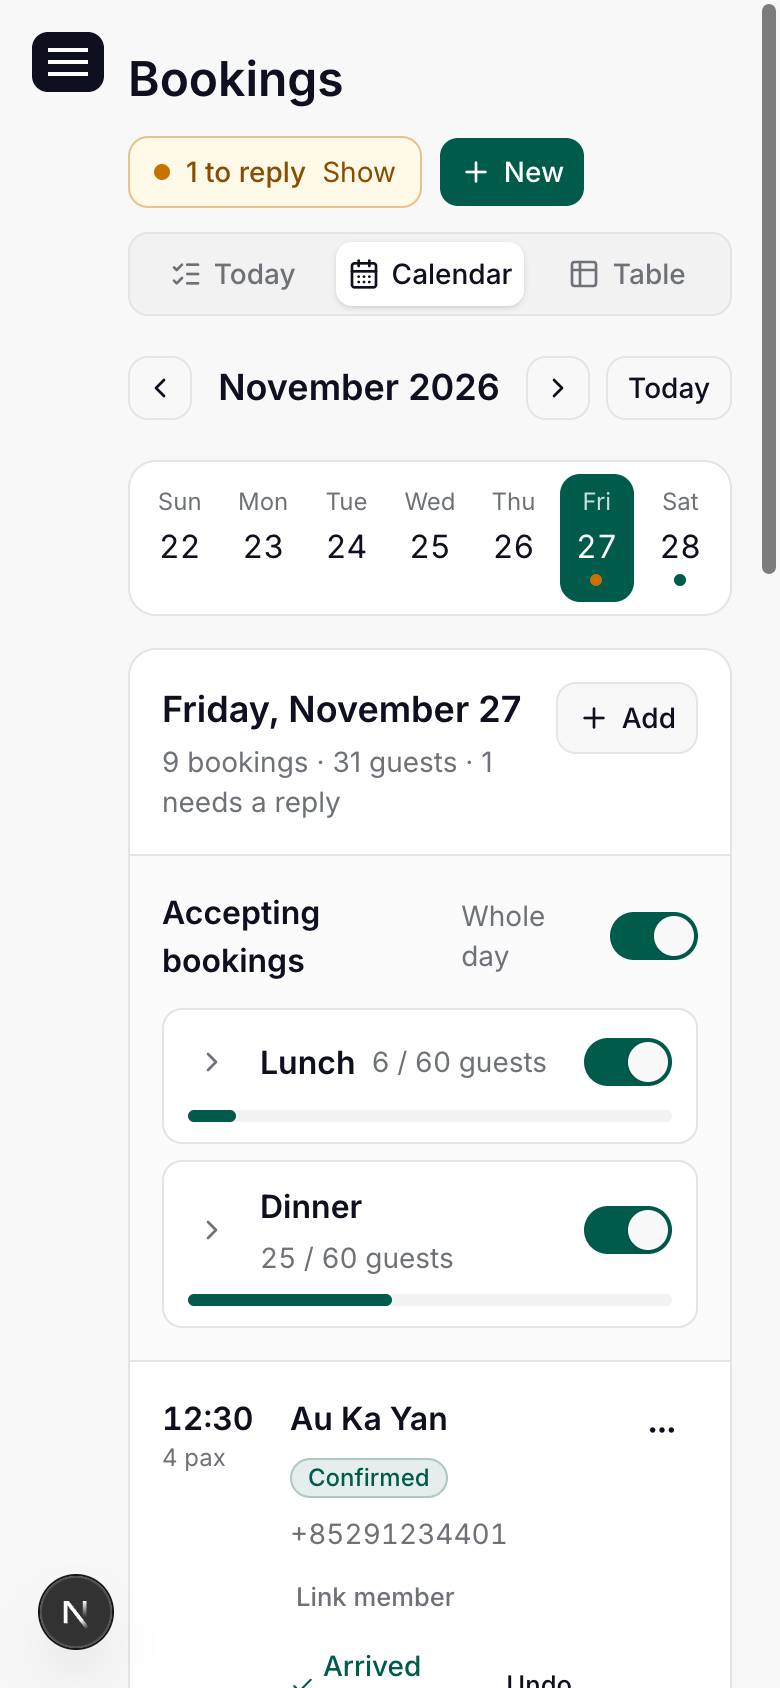 Bookings
1 to reply Show
+ New
Today Calendar Table
November 2026
Today
Sun Mon Tue Wed Thu Fri Sat
22 23 24 25 26 27 28
Friday, November 27
+ Add
9 bookings · 31 guests · 1
needs a reply
Accepting
bookings
Whole
day
Lunch 6 / 60 guests
Dinner
25 / 60 guests
12:30 Au Ka Yan ...
4 pax
Confirmed
+85291234401
Link member
Arrived
Undo
N